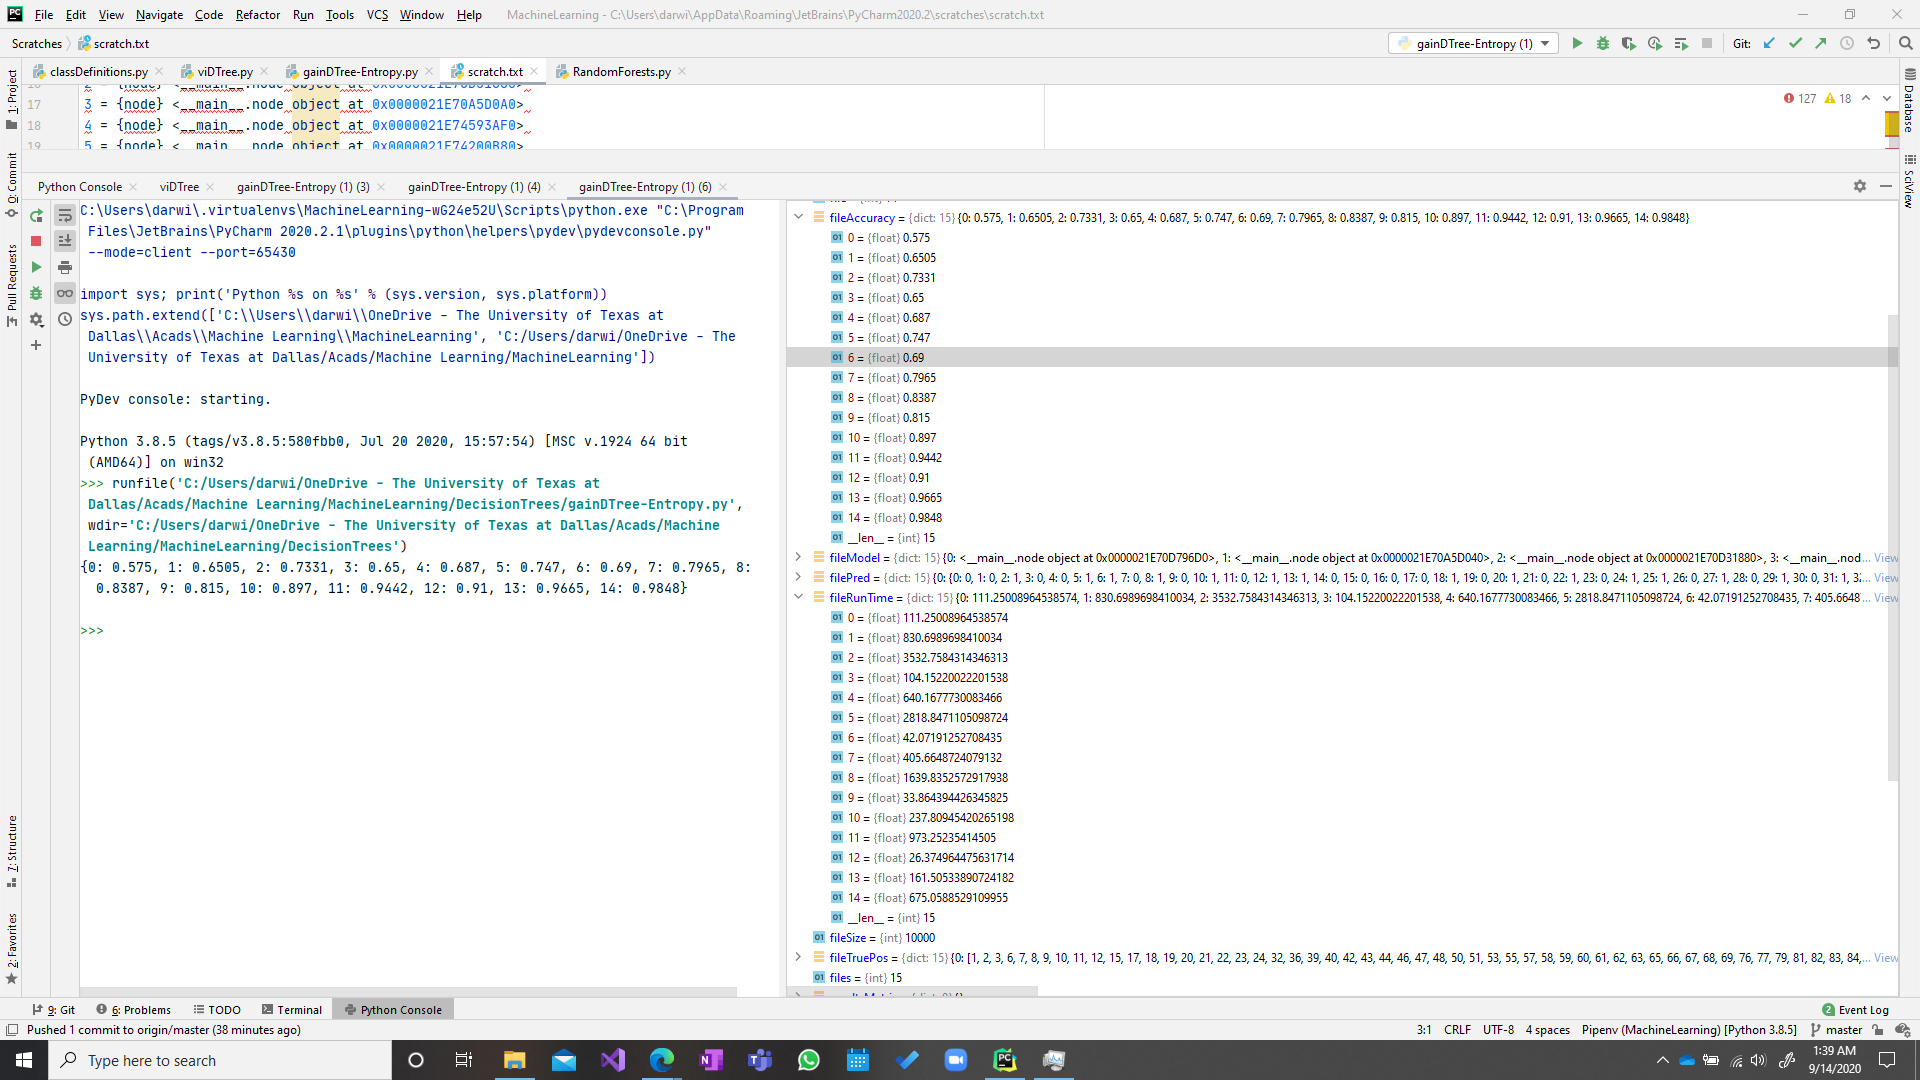 File Edit View Navigate Code Refactor Run Tools VCS Window Help MachineLearning - C:\Users\darwi\AppData\Roaming\JetBrains\PyCharm2020.2\scratches\scratch.txt
Scratches scratch.txt gainDTree-Entropy (1) Git:
classDefinitions.py viDTree.py gainDTree-Entropy.py scratch.txt RandomForests.py
17 3 = {node} <__main__.node object at 0x0000021E70A5D0A0>
18 4 = {node} <__main__.node object at 0x0000021E74593AF0>
19 5 = {node} <__main__.node object at 0x0000021E74200B80>
127 18
1: Project
0: Commit
Pull Requests
7: Structure
2: Favorites
Database
SciView
Python Console viDTree gainDTree-Entropy (1) (3) gainDTree-Entropy (1) (4) gainDTree-Entropy (1) (6)
C:\Users\darwi\.virtualenvs\MachineLearning-wG24e52U\Scripts\python.exe "C:\Program
Files\JetBrains\PyCharm 2020.2.1\plugins\python\helpers\pydev\pydevconsole.py"
--mode=client --port=65430
import sys; print('Python %s on %s' % (sys.version, sys.platform))
sys.path.extend(['C:\\Users\\darwi\\OneDrive - The University of Texas at
Dallas\\Acads\\Machine Learning\\MachineLearning', 'C:/Users/darwi/OneDrive - The
University of Texas at Dallas/Acads/Machine Learning/MachineLearning'])
PyDev console: starting.
Python 3.8.5 (tags/v3.8.5:580fbb0, Jul 20 2020, 15:57:54) [MSC v.1924 64 bit
(AMD64)] on win32
>>> runfile('C:/Users/darwi/OneDrive - The University of Texas at
Dallas/Acads/Machine Learning/MachineLearning/DecisionTrees/gainDTree-Entropy.py',
wdir='C:/Users/darwi/OneDrive - The University of Texas at Dallas/Acads/Machine
Learning/MachineLearning/DecisionTrees')
{0: 0.575, 1: 0.6505, 2: 0.7331, 3: 0.65, 4: 0.687, 5: 0.747, 6: 0.69, 7: 0.7965, 8:
0.8387, 9: 0.815, 10: 0.897, 11: 0.9442, 12: 0.91, 13: 0.9665, 14: 0.9848}
>>>
fileAccuracy = {dict: 15} {0: 0.575, 1: 0.6505, 2: 0.7331, 3: 0.65, 4: 0.687, 5: 0.747, 6: 0.69, 7: 0.7965, 8: 0.8387, 9: 0.815, 10: 0.897, 11: 0.9442, 12: 0.91, 13: 0.9665, 14: 0.9848}
0 = {float} 0.575
1 = {float} 0.6505
2 = {float} 0.7331
3 = {float} 0.65
4 = {float} 0.687
5 = {float} 0.747
6 = {float} 0.69
7 = {float} 0.7965
8 = {float} 0.8387
9 = {float} 0.815
10 = {float} 0.897
11 = {float} 0.9442
12 = {float} 0.91
13 = {float} 0.9665
14 = {float} 0.9848
__len__ = {int} 15
fileModel = {dict: 15} {0: <__main__.node object at 0x0000021E70D796D0>, 1: <__main__.node object at 0x0000021E70A5D040>, 2: <__main__.node object at 0x0000021E70D31880>, 3: <__main__.nod... View
filePred = {dict: 15} {0: {0: 0, 1: 0, 2: 1, 3: 0, 4: 0, 5: 1, 6: 1, 7: 0, 8: 1, 9: 0, 10: 1, 11: 0, 12: 1, 13: 1, 14: 0, 15: 0, 16: 0, 17: 0, 18: 1, 19: 0, 20: 1, 21: 0, 22: 1, 23: 0, 24: 1, 25: 1, 26: 0, 27: 1, 28: 0, 29: 1, 30: 0, 31: 1, 32... View
fileRunTime = {dict: 15} {0: 111.25008964538574, 1: 830.6989698410034, 2: 3532.7584314346313, 3: 104.15220022201538, 4: 640.1677730083466, 5: 2818.8471105098724, 6: 42.07191252708435, 7: 405.6648... View
0 = {float} 111.25008964538574
1 = {float} 830.6989698410034
2 = {float} 3532.7584314346313
3 = {float} 104.15220022201538
4 = {float} 640.1677730083466
5 = {float} 2818.8471105098724
6 = {float} 42.07191252708435
7 = {float} 405.6648724079132
8 = {float} 1639.8352572917938
9 = {float} 33.864394426345825
10 = {float} 237.80945420265198
11 = {float} 973.25235414505
12 = {float} 26.374964475631714
13 = {float} 161.50533890724182
14 = {float} 675.0588529109955
__len__ = {int} 15
fileSize = {int} 10000
fileTruePos = {dict: 15} {0: [1, 2, 3, 6, 7, 8, 9, 10, 11, 12, 15, 17, 18, 19, 20, 21, 22, 23, 24, 32, 36, 39, 40, 42, 43, 44, 46, 47, 48, 50, 51, 53, 55, 57, 58, 59, 60, 61, 62, 63, 65, 66, 67, 68, 69, 76, 77, 79, 81, 82, 83, 84,... View
files = {int} 15
9: Git 6: Problems TODO Terminal Python Console 2 Event Log
Pushed 1 commit to origin/master (38 minutes ago) 3:1 CRLF UTF-8 4 spaces Pipenv (MachineLearning) [Python 3.8.5] master
Type here to search
1:39 AM
9/14/2020